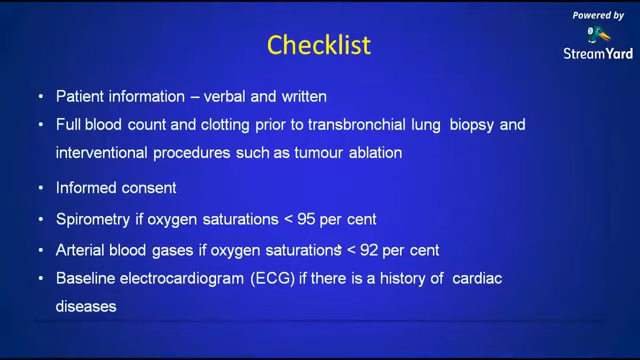 Powered by
StreamYard
Checklist
• Patient information – verbal and written
• Full blood count and clotting prior to transbronchial lung biopsy and
interventional procedures such as tumour ablation
• Informed consent
• Spirometry if oxygen saturations < 95 per cent
• Arterial blood gases if oxygen saturations < 92 per cent
• Baseline electrocardiogram (ECG) if there is a history of cardiac
diseases